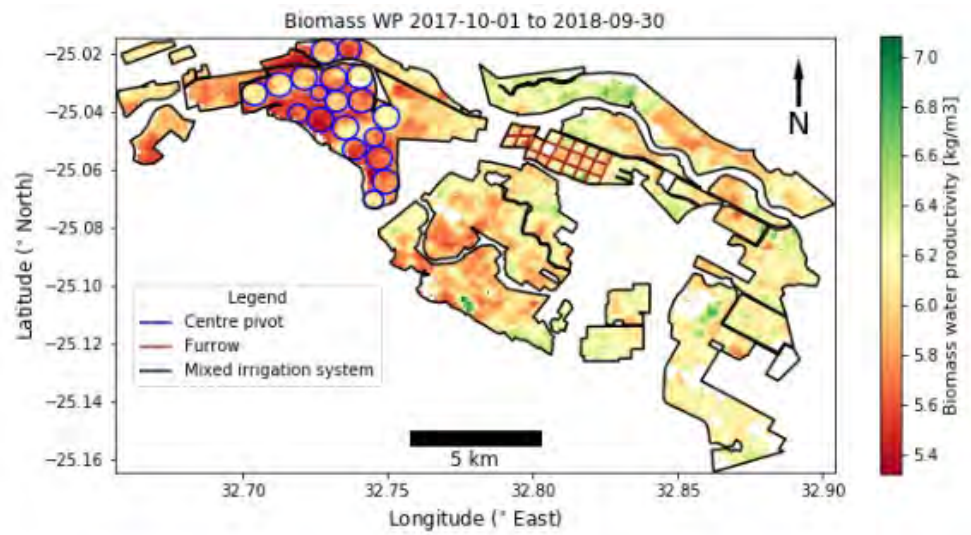 Biomass WP 2017-10-01 to 2018-09-30
−25.02
−25.04
−25.06
−25.08
−25.10
−25.12
−25.14
−25.16
Latitude (° North)
N
Legend
Centre pivot
Furrow
Mixed irrigation system
5 km
32.70
32.75
32.80
32.85
32.90
Longitude (° East)
7.0
6.8
6.6
6.4
6.2
6.0
5.8
5.6
5.4
Biomass water productivity [kg/m3]